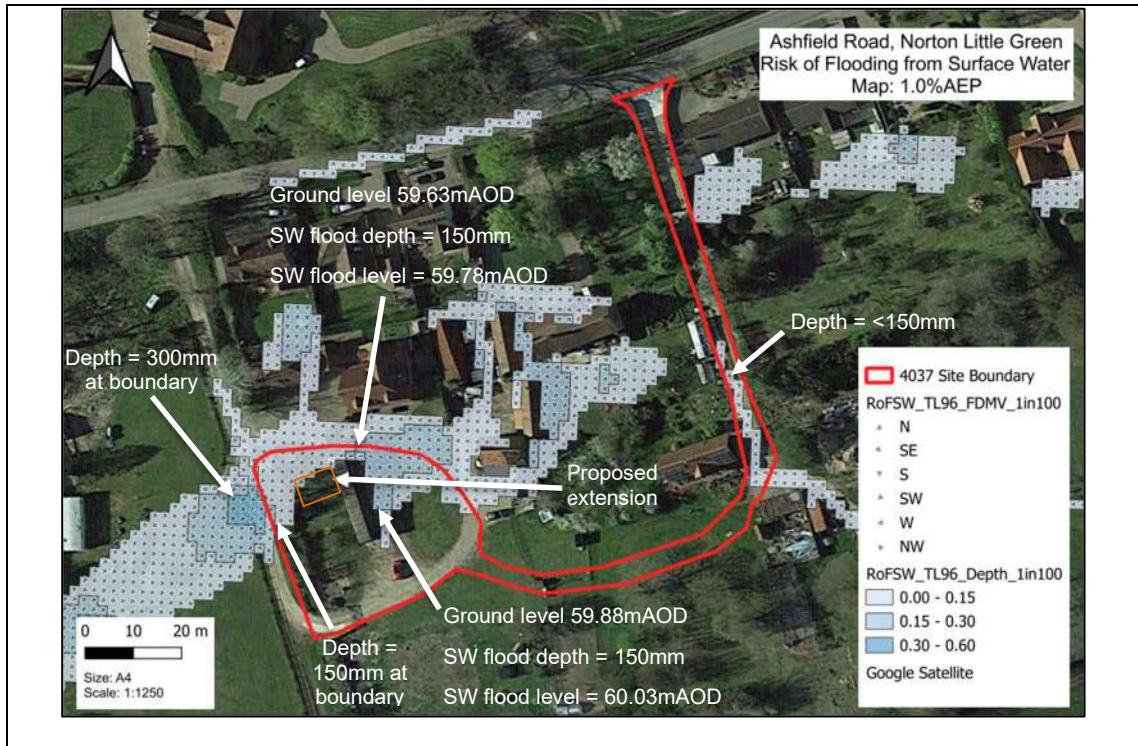 Ashfield Road, Norton Little Green
Risk of Flooding from Surface Water
Map: 1.0%AEP
Ground level 59.63mAOD
SW flood depth = 150mm
SW flood level = 59.78mAOD
Depth = <150mm
Depth = 300mm
at boundary
Proposed
extension
4037 Site Boundary
RoFSW_TL96_FDMV_1in100
N
SE
S
SW
W
NW
RoFSW_TL96_Depth_1in100
0.00 - 0.15
0.15 - 0.30
0.30 - 0.60
Google Satellite
Ground level 59.88mAOD
SW flood depth = 150mm
SW flood level = 60.03mAOD
Depth =
150mm at
boundary
0 10 20 m
Size: A4
Scale: 1:1250